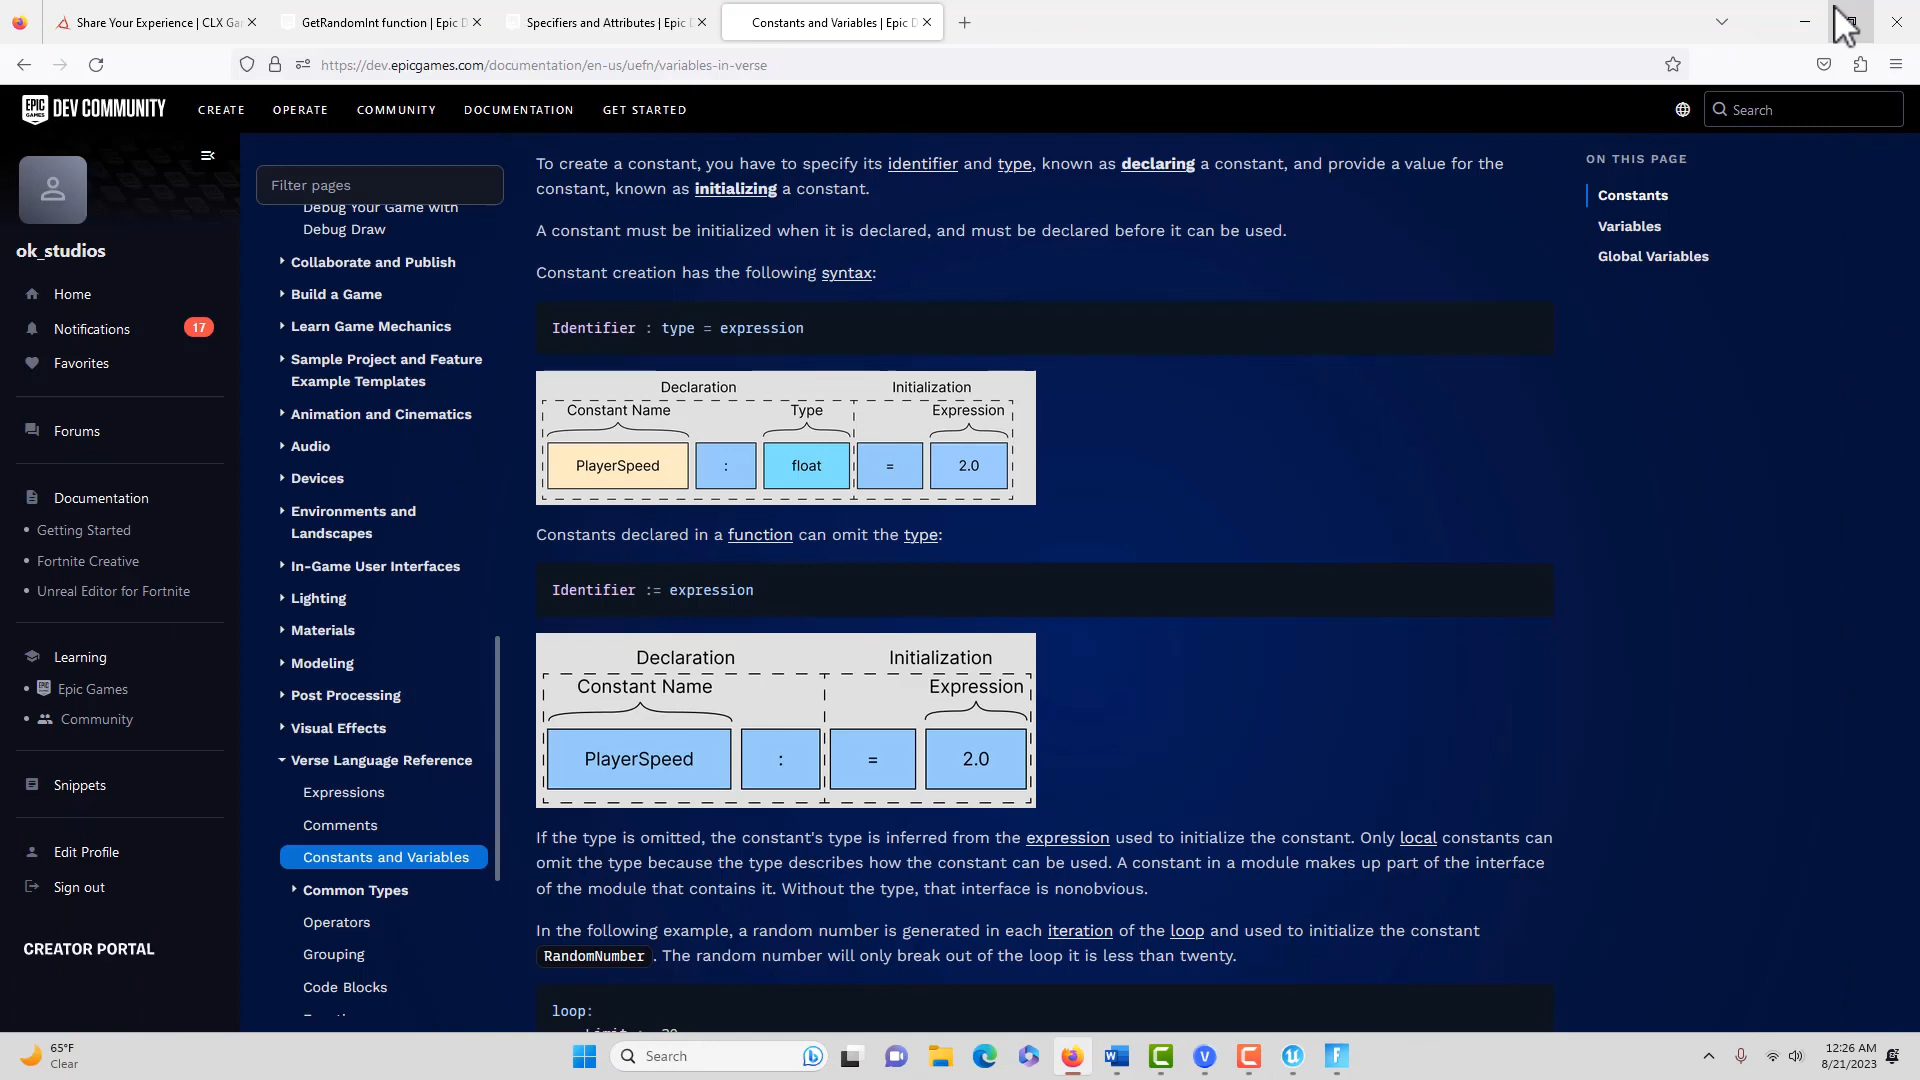 Share Your Experience | CLX Ga
GetRandomInt function | Epic D
Specifiers and Attributes | Epic D
Constants and Variables | Epic D
https://dev.epicgames.com/documentation/en-us/uefn/variables-in-verse
EPIC GAMES DEV COMMUNITY
CREATE
OPERATE
COMMUNITY
DOCUMENTATION
GET STARTED
Search
ok_studios
Home
Notifications
17
Favorites
Forums
Documentation
Getting Started
Fortnite Creative
Unreal Editor for Fortnite
Learning
Epic Games
Community
Snippets
Edit Profile
Sign out
CREATOR PORTAL
Filter pages
Debug Your Game with
Debug Draw
Collaborate and Publish
Build a Game
Learn Game Mechanics
Sample Project and Feature
Example Templates
Animation and Cinematics
Audio
Devices
Environments and
Landscapes
In-Game User Interfaces
Lighting
Materials
Modeling
Post Processing
Visual Effects
Verse Language Reference
Expressions
Comments
Constants and Variables
Common Types
Operators
Grouping
Code Blocks
To create a constant, you have to specify its identifier and type, known as declaring a constant, and provide a value for the
constant, known as initializing a constant.
A constant must be initialized when it is declared, and must be declared before it can be used.
Constant creation has the following syntax:
Identifier : type = expression
Declaration
Initialization
Constant Name
Type
Expression
PlayerSpeed
:
float
=
2.0
Constants declared in a function can omit the type:
Identifier := expression
Declaration
Initialization
Constant Name
Expression
PlayerSpeed
:
=
2.0
If the type is omitted, the constant's type is inferred from the expression used to initialize the constant. Only local constants can
omit the type because the type describes how the constant can be used. A constant in a module makes up part of the interface
of the module that contains it. Without the type, that interface is nonobvious.
In the following example, a random number is generated in each iteration of the loop and used to initialize the constant
RandomNumber . The random number will only break out of the loop it is less than twenty.
loop:
ON THIS PAGE
Constants
Variables
Global Variables
65°F
Clear
Search
12:26 AM
8/21/2023